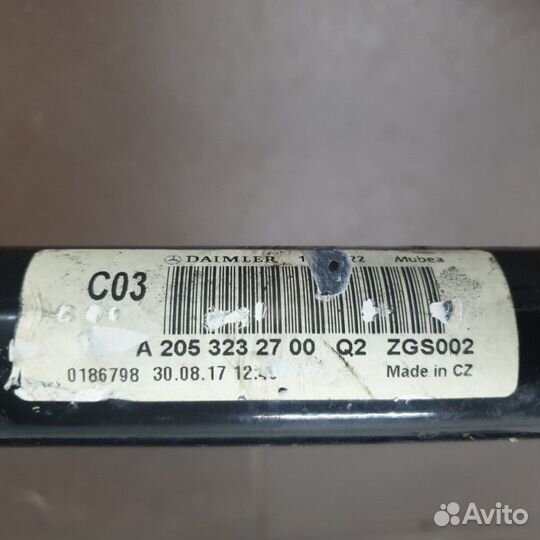 DAIMLER Mubea
C03
A 205 323 27 00 Q2 ZGS002
0186798 30.08.17 Made in CZ
Avito